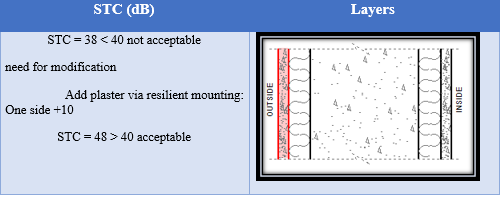 STC (dB)
Layers
STC = 38 < 40 not acceptable
need for modification
Add plaster via resilient mounting:
One side +10
STC = 48 > 40 acceptable
OUTSIDE
INSIDE